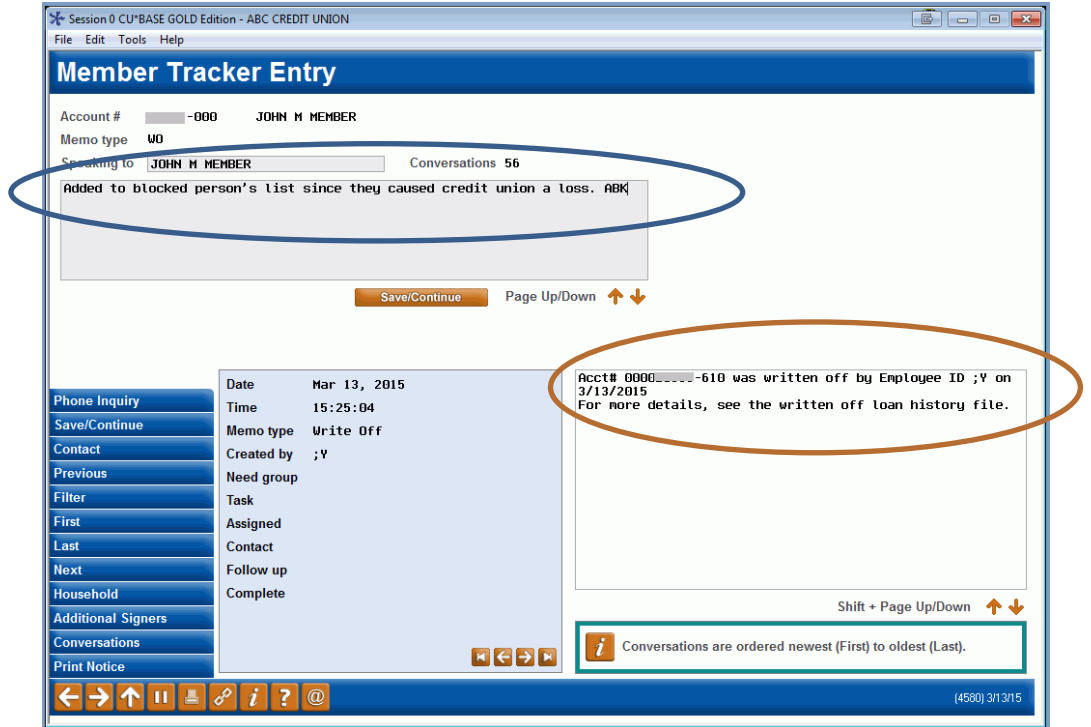 Session 0 CU*BASE GOLD Edition - ABC CREDIT UNION
File Edit Tools Help
Member Tracker Entry
Account # -000 JOHN M MEMBER
Memo type WO
Speaking to JOHN M MEMBER Conversations 56
Added to blocked person's list since they caused credit union a loss. ABK
Save/Continue Page Up/Down
Phone Inquiry
Save/Continue
Contact
Previous
Filter
First
Last
Next
Household
Additional Signers
Conversations
Print Notice
Date Mar 13, 2015
Time 15:25:04
Memo type Write Off
Created by ;Y
Need group
Task
Assigned
Contact
Follow up
Complete
Acct# 0000 -610 was written off by Employee ID ;Y on
3/13/2015
For more details, see the written off loan history file.
Shift + Page Up/Down
i Conversations are ordered newest (First) to oldest (Last).
i ? @
(4580) 3/13/15